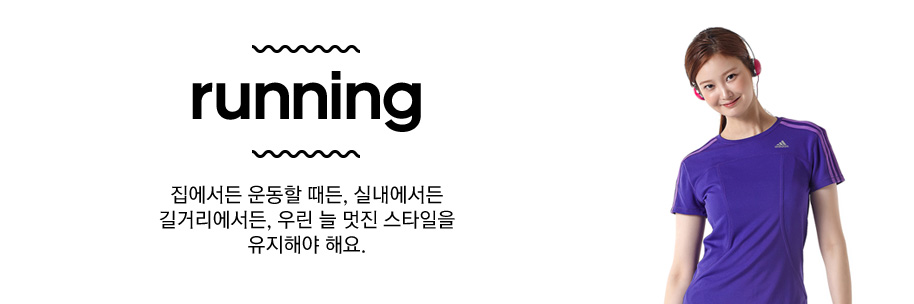 running
집에서든 운동할 때든, 실내에서든
길거리에서든, 우린 늘 멋진 스타일을
유지해야 해요.